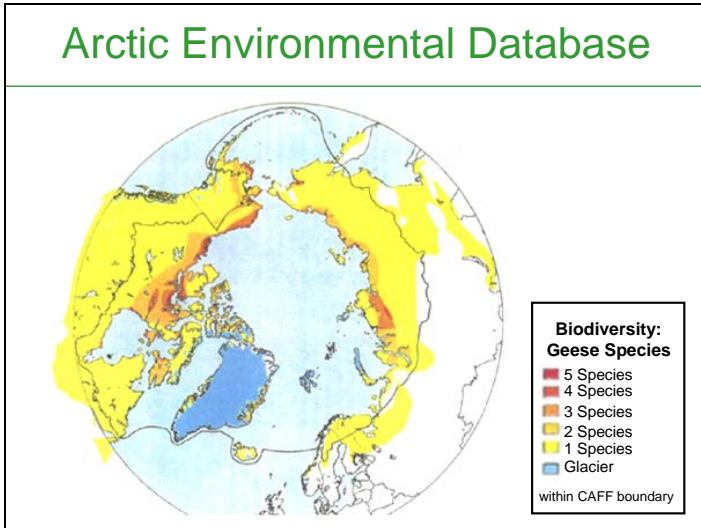 Arctic Environmental Database
Biodiversity:
Geese Species
5 Species
4 Species
3 Species
2 Species
1 Species
Glacier
within CAFF boundary